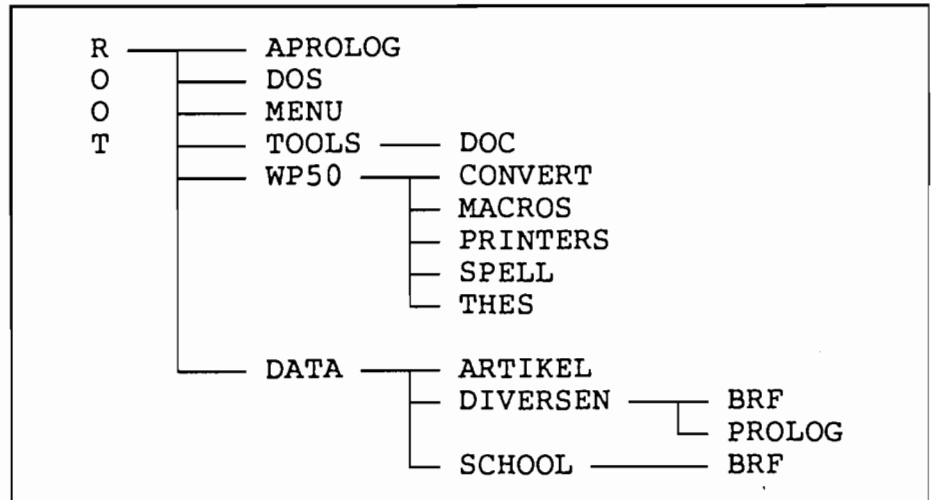 R APROLOG
O DOS
O MENU
T TOOLS DOC
WP50 CONVERT
MACROS
PRINTERS
SPELL
THES
DATA ARTIKEL
DIVERSEN BRF
PROLOG
SCHOOL BRF